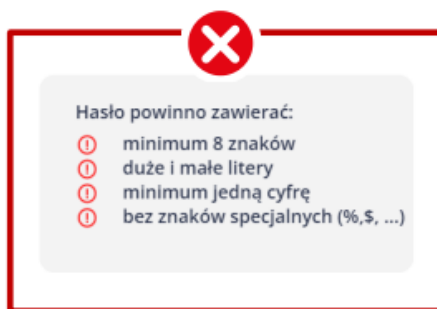 Hasło powinno zawierać:
minimum 8 znaków
duże i małe litery
minimum jedną cyfrę
bez znaków specjalnych (%,$, ...)